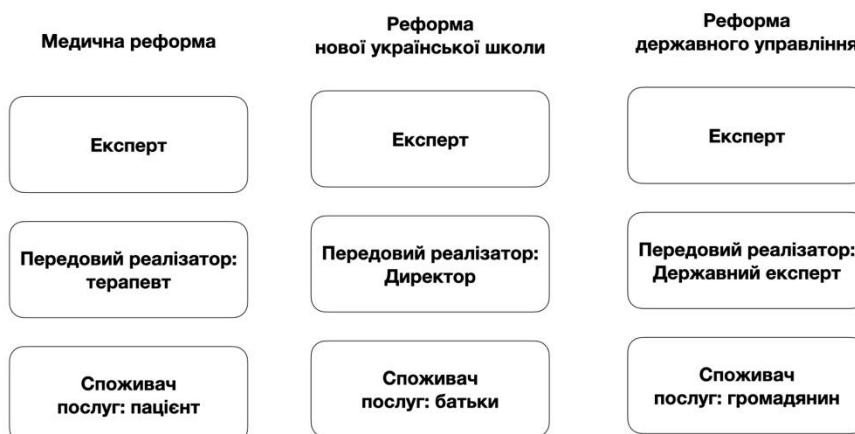 Медична реформа
Реформа
нової української школи
Реформа
державного управління
Експерт
Експерт
Експерт
Передовий реалізатор:
терапевт
Передовий реалізатор:
Директор
Передовий реалізатор:
Державний експерт
Споживач
послуг: пацієнт
Споживач
послуг: батьки
Споживач
послуг: громадянин